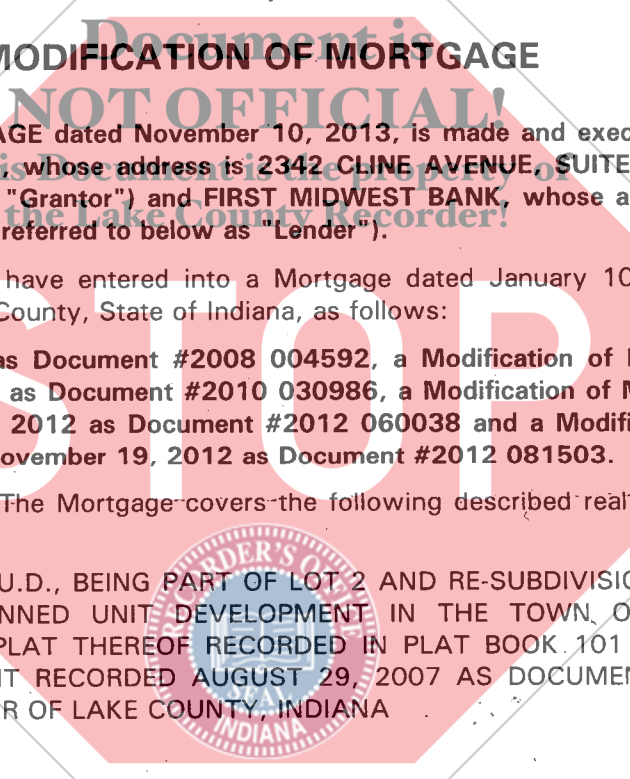 Document is
MODIFICATION OF MORTGAGE
NOT OFFICIAL!
AGE dated November 10, 2013, is made and exec
is Document is the property of
, whose address is 2342 CLINE AVENUE, SUITE
"Grantor") and FIRST MIDWEST BANK, whose a
the Lake County Recorder!
referred to below as "Lender").
have entered into a Mortgage dated January 10
County, State of Indiana, as follows:
STOP
as Document #2008 004592, a Modification of
as Document #2010 030986, a Modification of M
2012 as Document #2012 060038 and a Modifi
ovember 19, 2012 as Document #2012 081503.
The Mortgage covers the following described real
U.D., BEING PART OF LOT 2 AND RE-SUBDIVISIO
NNED UNIT DEVELOPMENT IN THE TOWN O
PLAT THEREOF RECORDED IN PLAT BOOK 101
IT RECORDED AUGUST 29, 2007 AS DOCUMEN
R OF LAKE COUNTY, INDIANA
RECORDER'S OFFICE
SEAL
INDIANA